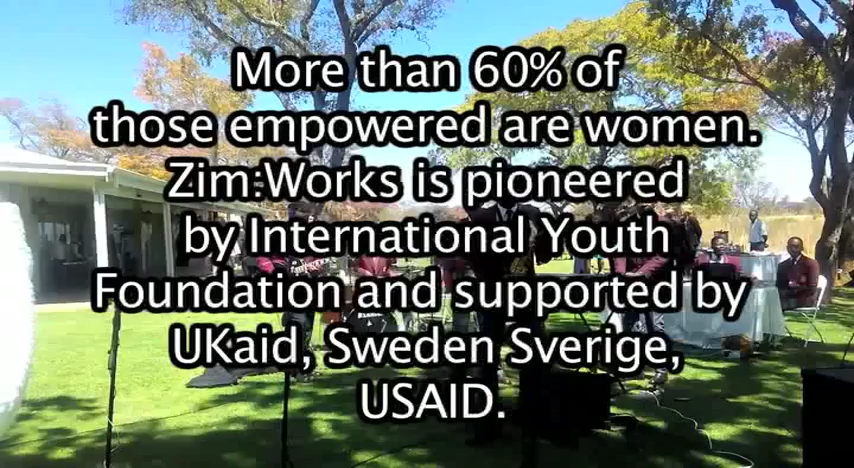 More than 60% of
those empowered are women.
Zim:Works is pioneered
by International Youth
Foundation and supported by
UKaid, Sweden Sverige,
USAID.